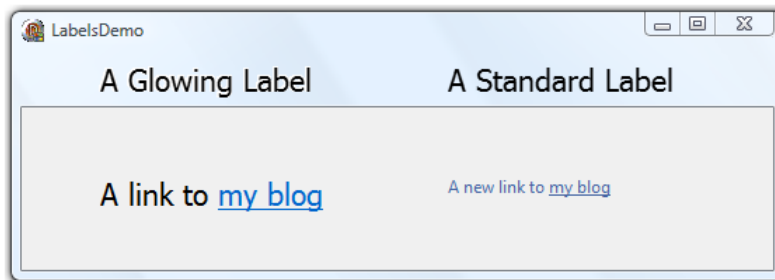 LabelsDemo
A Glowing Label
A Standard Label
A link to my blog
A new link to my blog